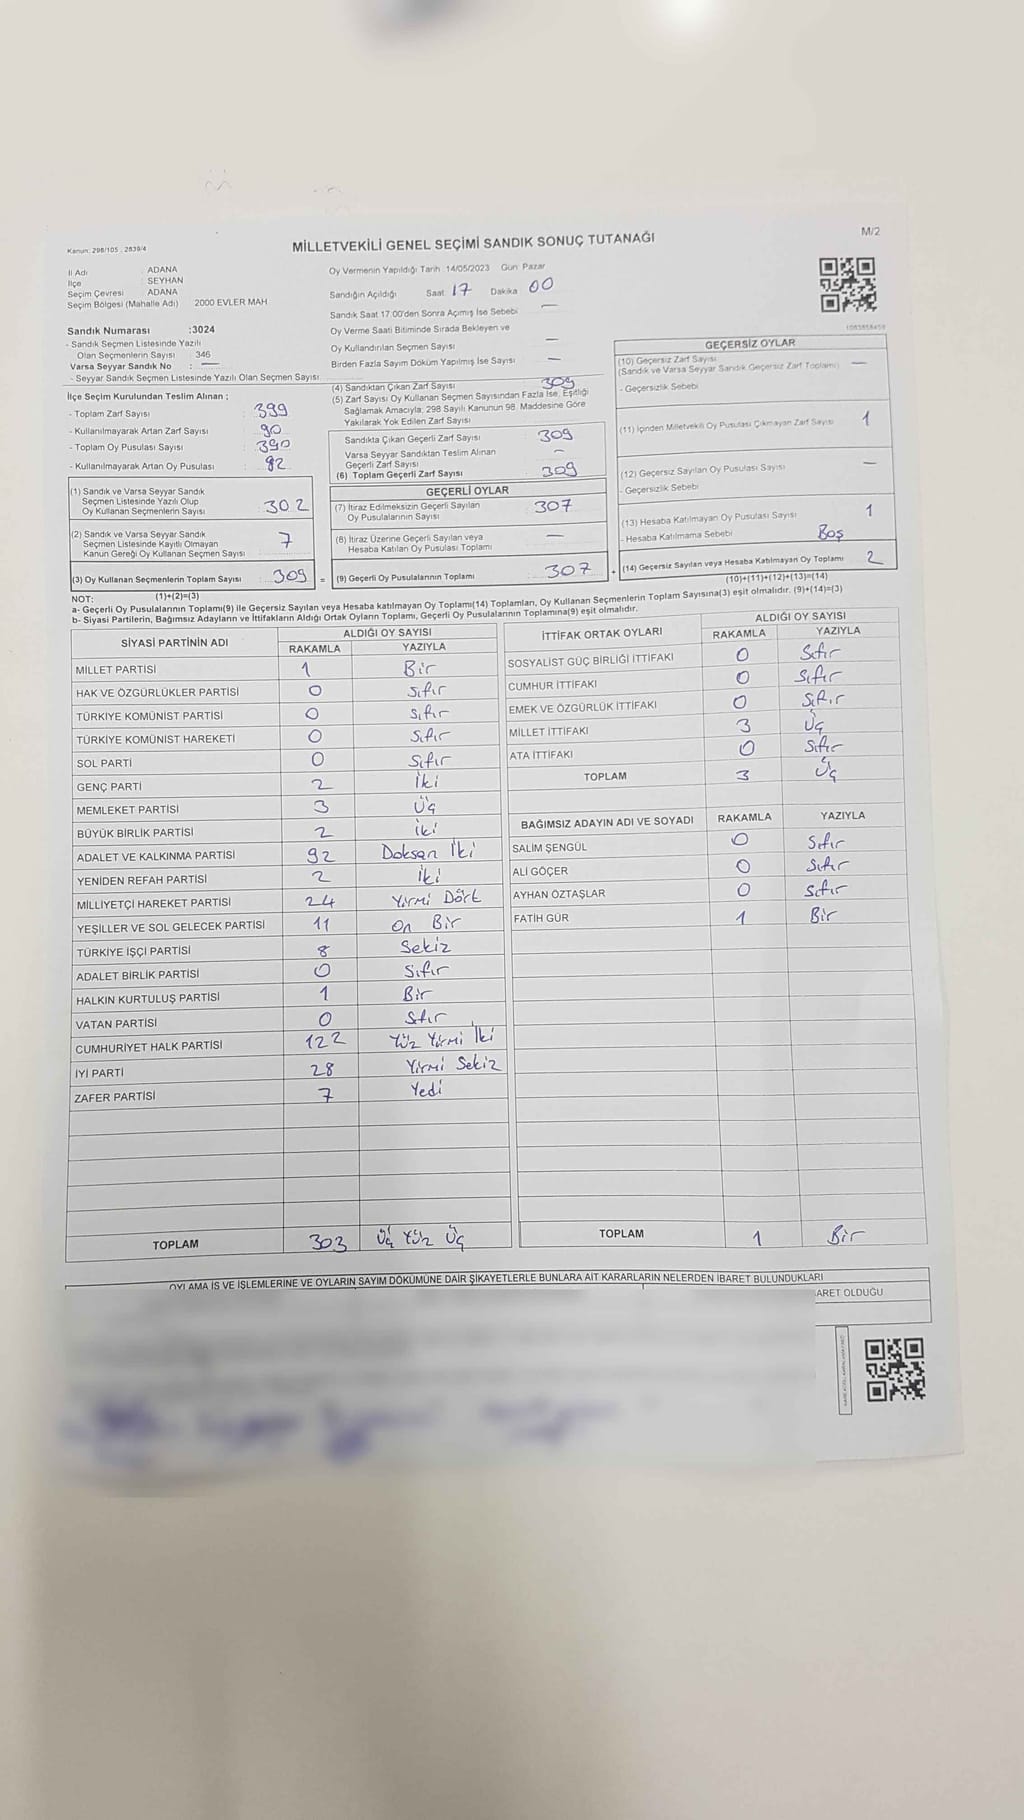 Kanun: 298/105 , 2839/4
MİLLETVEKİLİ GENEL SEÇİMİ SANDIK SONUÇ TUTANAĞI
M/2
İl Adı : ADANA
İlçe : SEYHAN
Seçim Çevresi : ADANA
Seçim Bölgesi (Mahalle Adı) 2000 EVLER MAH
Sandık Numarası :3024
- Sandık Seçmen Listesinde Yazılı
Olan Seçmenlerin Sayısı : 346
Varsa Seyyar Sandık No : —
- Seyyar Sandık Seçmen Listesinde Yazılı Olan Seçmen Sayısı
İlçe Seçim Kurulundan Teslim Alınan ;
- Toplam Zarf Sayısı : 399
- Kullanılmayarak Artan Zarf Sayısı : 90
- Toplam Oy Pusulası Sayısı : 390
- Kullanılmayarak Artan Oy Pusulası : 82
(1) Sandık ve Varsa Seyyar Sandık
Seçmen Listesinde Yazılı Olup
Oy Kullanan Seçmenlerin Sayısı : 302
(2) Sandık ve Varsa Seyyar Sandık
Seçmen Listesinde Kayıtlı Olmayan
Kanun Gereği Oy Kullanan Seçmen Sayısı 7
(3) Oy Kullanan Seçmenlerin Toplam Sayısı : 309 =
(1)+(2)=(3)
Oy Vermenin Yapıldığı Tarih :14/05/2023 Gün: Pazar
Sandığın Açıldığı Saat: 17 Dakika 00
Sandık Saat 17.00'den Sonra Açımış İse Sebebi —
Oy Verme Saati Bitiminde Sırada Bekleyen ve
Oy Kullandırılan Seçmen Sayısı —
Birden Fazla Sayım Döküm Yapılmış İse Sayısı —
(4) Sandıktan Çıkan Zarf Sayısı 309
(5) Zarf Sayısı Oy Kullanan Seçmen Sayısından Fazla İse, Eşitliği
Sağlamak Amacıyla; 298 Sayılı Kanunun 98. Maddesine Göre
Yakılarak Yok Edilen Zarf Sayısı
Sandıkta Çıkan Geçerli Zarf Sayısı 309
Varsa Seyyar Sandıktan Teslim Alınan
Geçerli Zarf Sayısı —
(6) Toplam Geçerli Zarf Sayısı 309
GEÇERLİ OYLAR
(7) İtiraz Edilmeksizin Geçerli Sayılan
Oy Pusulalarının Sayısı 307
(8) İtiraz Üzerine Geçerli Sayılan veya
Hesaba Katılan Oy Pusulası Toplamı —
(9) Geçerli Oy Pusulalarının Toplamı 307 +
GEÇERSİZ OYLAR
(10) Geçersiz Zarf Sayısı
(Sandık ve Varsa Seyyar Sandık Geçersiz Zarf Toplamı) —
- Geçersizlik Sebebi
(11) İçinden Milletvekili Oy Pusulası Çıkmayan Zarf Sayısı 1
(12) Geçersiz Sayılan Oy Pusulası Sayısı —
- Geçersizlik Sebebi
(13) Hesaba Katılmayan Oy Pusulası Sayısı 1
- Hesaba Katılmama Sebebi Boş
(14) Geçersiz Sayılan veya Hesaba Katılmayan Oy Toplamı 2
(10)+(11)+(12)+(13)=(14)
NOT:
a- Geçerli Oy Pusulalarının Toplamı(9) ile Geçersiz Sayılan veya Hesaba katılmayan Oy Toplamı(14) Toplamları, Oy Kullanan Seçmenlerin Toplam Sayısına(3) eşit olmalıdır. (9)+(14)=(3)
b- Siyasi Partilerin, Bağımsız Adayların ve İttifakların Aldığı Ortak Oyların Toplamı, Geçerli Oy Pusulalarının Toplamına(9) eşit olmalıdır.
SİYASİ PARTİNİN ADI ALDIĞI OY SAYISI
RAKAMLA YAZIYLA
MİLLET PARTİSİ 1 Bir
HAK VE ÖZGÜRLÜKLER PARTİSİ 0 Sıfır
TÜRKİYE KOMÜNİST PARTİSİ 0 Sıfır
TÜRKİYE KOMÜNİST HAREKETİ 0 Sıfır
SOL PARTİ 0 Sıfır
GENÇ PARTİ 2 İki
MEMLEKET PARTİSİ 3 Üç
BÜYÜK BİRLİK PARTİSİ 2 İki
ADALET VE KALKINMA PARTİSİ 92 Doksan İki
YENİDEN REFAH PARTİSİ 2 İki
MİLLİYETÇİ HAREKET PARTİSİ 24 Yirmi Dört
YEŞİLLER VE SOL GELECEK PARTİSİ 11 On Bir
TÜRKİYE İŞÇİ PARTİSİ 8 Sekiz
ADALET BİRLİK PARTİSİ 0 Sıfır
HALKIN KURTULUŞ PARTİSİ 1 Bir
VATAN PARTİSİ 0 Sıfır
CUMHURİYET HALK PARTİSİ 122 Yüz Yirmi İki
İYİ PARTİ 28 Yirmi Sekiz
ZAFER PARTİSİ 7 Yedi
TOPLAM 303 Üç Yüz Üç
İTTİFAK ORTAK OYLARI ALDIĞI OY SAYISI
RAKAMLA YAZIYLA
SOSYALİST GÜÇ BİRLİĞİ İTTİFAKI 0 Sıfır
CUMHUR İTTİFAKI 0 Sıfır
EMEK VE ÖZGÜRLÜK İTTİFAKI 0 Sıfır
MİLLET İTTİFAKI 3 Üç
ATA İTTİFAKI 0 Sıfır
TOPLAM 3 Üç
BAĞIMSIZ ADAYIN ADI VE SOYADI RAKAMLA YAZIYLA
SALİM ŞENGÜL 0 Sıfır
ALİ GÖÇER 0 Sıfır
AYHAN ÖZTAŞLAR 0 Sıfır
FATİH GÜR 1 Bir
TOPLAM 1 Bir
OYLAMA İŞ VE İŞLEMLERİNE VE OYLARIN SAYIM DÖKÜMÜNE DAİR ŞİKAYETLERLE BUNLARA AİT KARARLARIN NELERDEN İBARET BULUNDUKLARI
BARET OLDUĞU